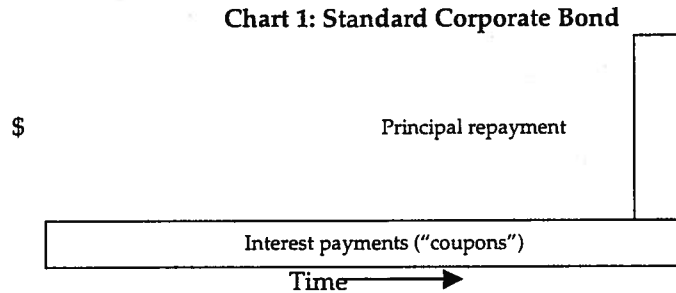 Chart 1: Standard Corporate Bond
$
Principal repayment
Interest payments ("coupons")
Time